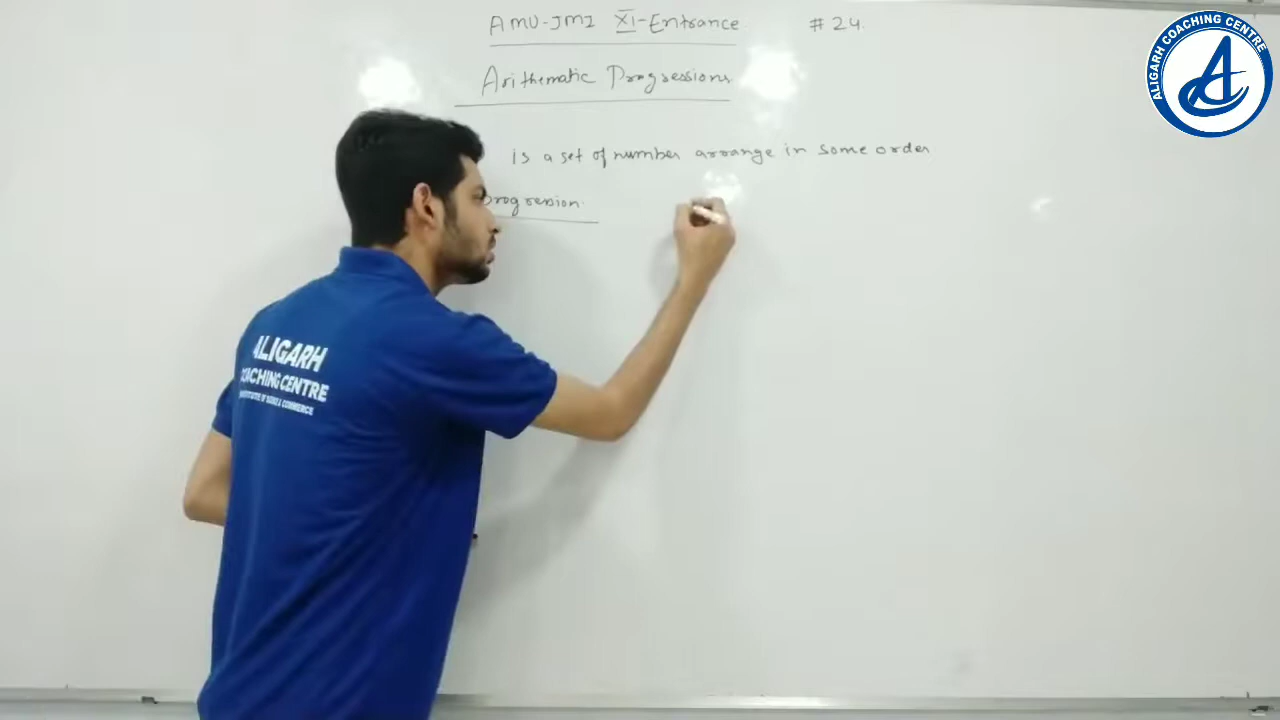 AMU-JMI XI-Entrance #24.
Arithematic Progressions
is a set of number arrange in some order
progression.
ALIGARH
COACHING CENTRE
ALIGARH COACHING CENTRE